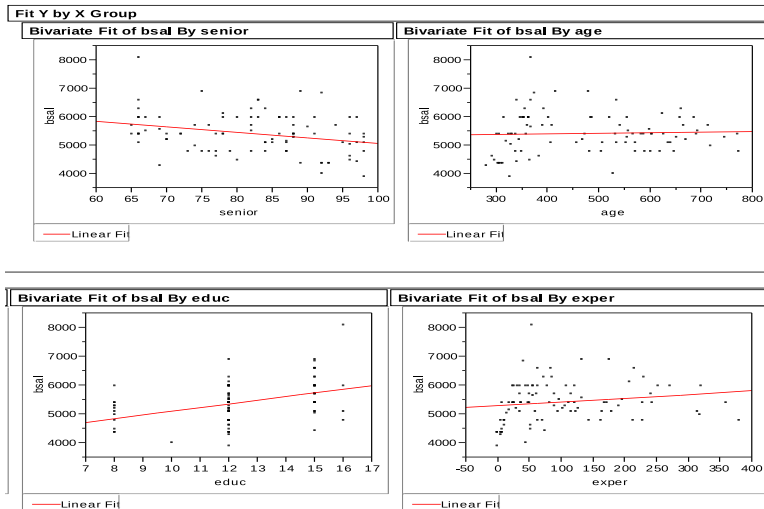 Fit Y by X Group
Bivariate Fit of bsal By senior
8000
7000
6000
5000
4000
bsal
60 65 70 75 80 85 90 95 100
senior
Linear Fit
Bivariate Fit of bsal By age
8000
7000
6000
5000
4000
bsal
300 400 500 600 700 800
age
Linear Fit
Bivariate Fit of bsal By educ
8000
7000
6000
5000
4000
bsal
7 8 9 10 11 12 13 14 15 16 17
educ
Linear Fit
Bivariate Fit of bsal By exper
8000
7000
6000
5000
4000
bsal
-50 0 50 100 150 200 250 300 350 400
exper
Linear Fit